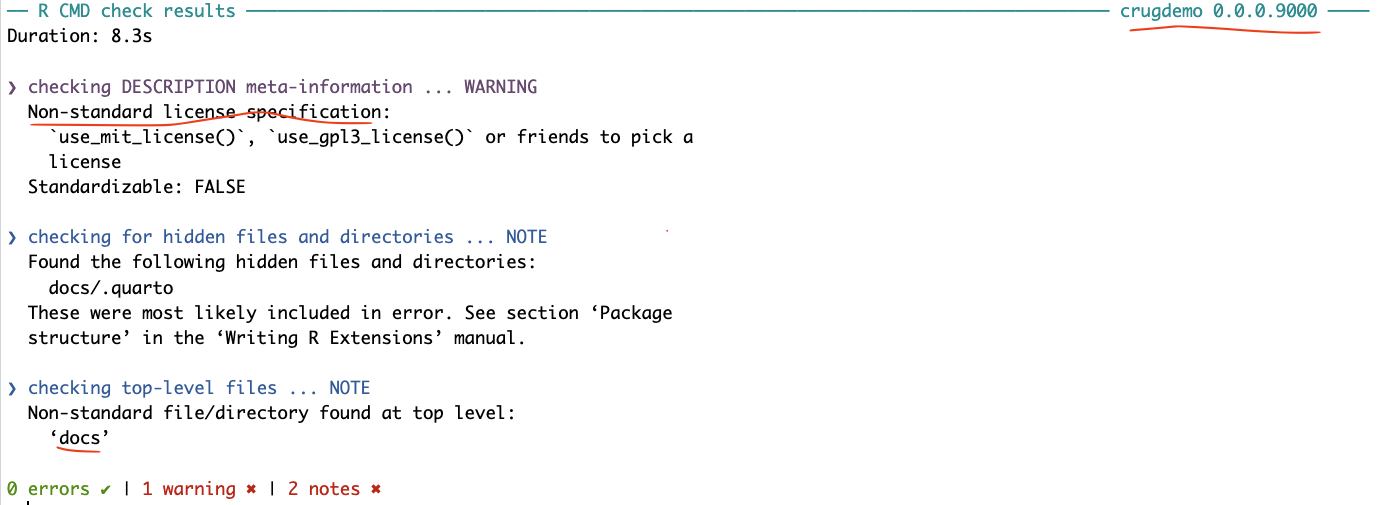 ── R CMD check results ──────────────────────────────────── crugdemo 0.0.0.9000 ────
Duration: 8.3s
❯ checking DESCRIPTION meta-information ... WARNING
Non-standard license specification:
`use_mit_license()`, `use_gpl3_license()` or friends to pick a
license
Standardizable: FALSE
❯ checking for hidden files and directories ... NOTE
Found the following hidden files and directories:
docs/.quarto
These were most likely included in error. See section ‘Package
structure’ in the ‘Writing R Extensions’ manual.
❯ checking top-level files ... NOTE
Non-standard file/directory found at top level:
‘docs’
0 errors ✔ | 1 warning ✖ | 2 notes ✖